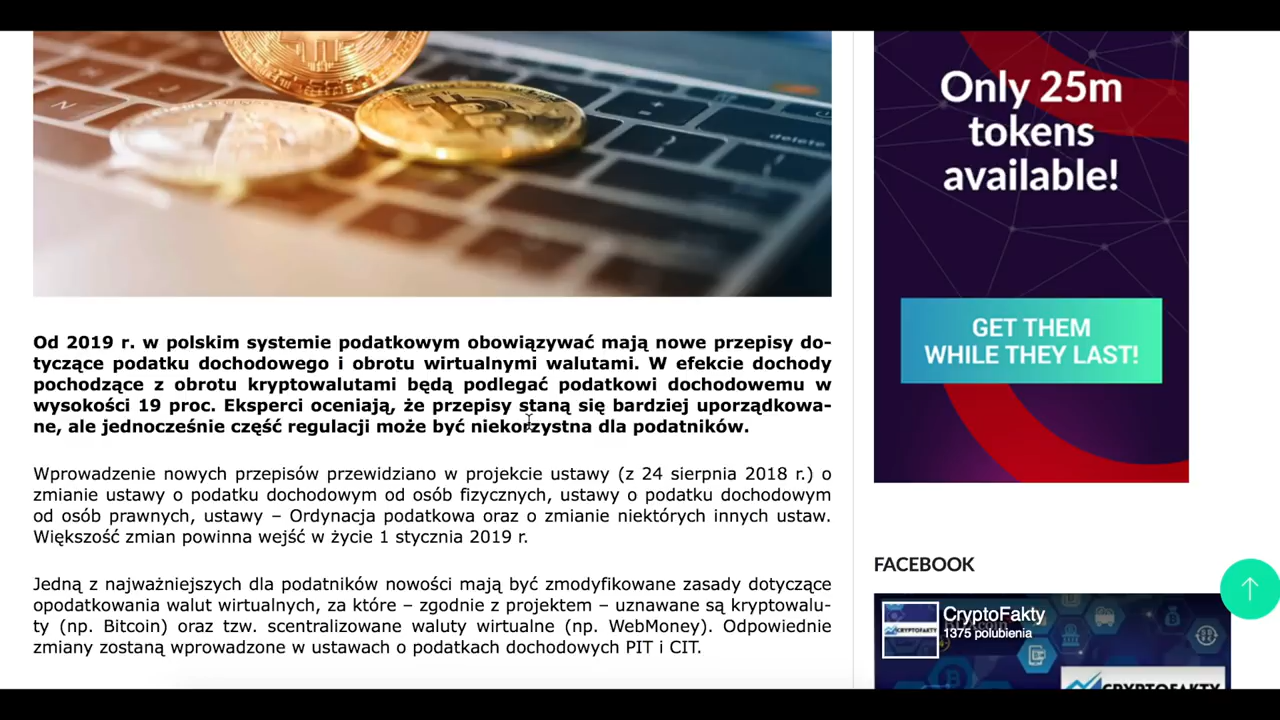 Od 2019 r. w polskim systemie podatkowym obowiązywać mają nowe przepisy do-
tyczące podatku dochodowego i obrotu wirtualnymi walutami. W efekcie dochody
pochodzące z obrotu kryptowalutami będą podlegać podatkowi dochodowemu w
wysokości 19 proc. Eksperci oceniają, że przepisy staną się bardziej uporządkowa-
ne, ale jednocześnie część regulacji może być niekorzystna dla podatników.
Wprowadzenie nowych przepisów przewidziano w projekcie ustawy (z 24 sierpnia 2018 r.) o
zmianie ustawy o podatku dochodowym od osób fizycznych, ustawy o podatku dochodowym
od osób prawnych, ustawy – Ordynacja podatkowa oraz o zmianie niektórych innych ustaw.
Większość zmian powinna wejść w życie 1 stycznia 2019 r.
Jedną z najważniejszych dla podatników nowości mają być zmodyfikowane zasady dotyczące
opodatkowania walut wirtualnych, za które – zgodnie z projektem – uznawane są kryptowalu-
ty (np. Bitcoin) oraz tzw. scentralizowane waluty wirtualne (np. WebMoney). Odpowiednie
zmiany zostaną wprowadzone w ustawach o podatkach dochodowych PIT i CIT.
Only 25m
tokens
available!
GET THEM
WHILE THEY LAST!
FACEBOOK
CryptoFakty
1375 polubienia
CRYPTOFAKTY
delete